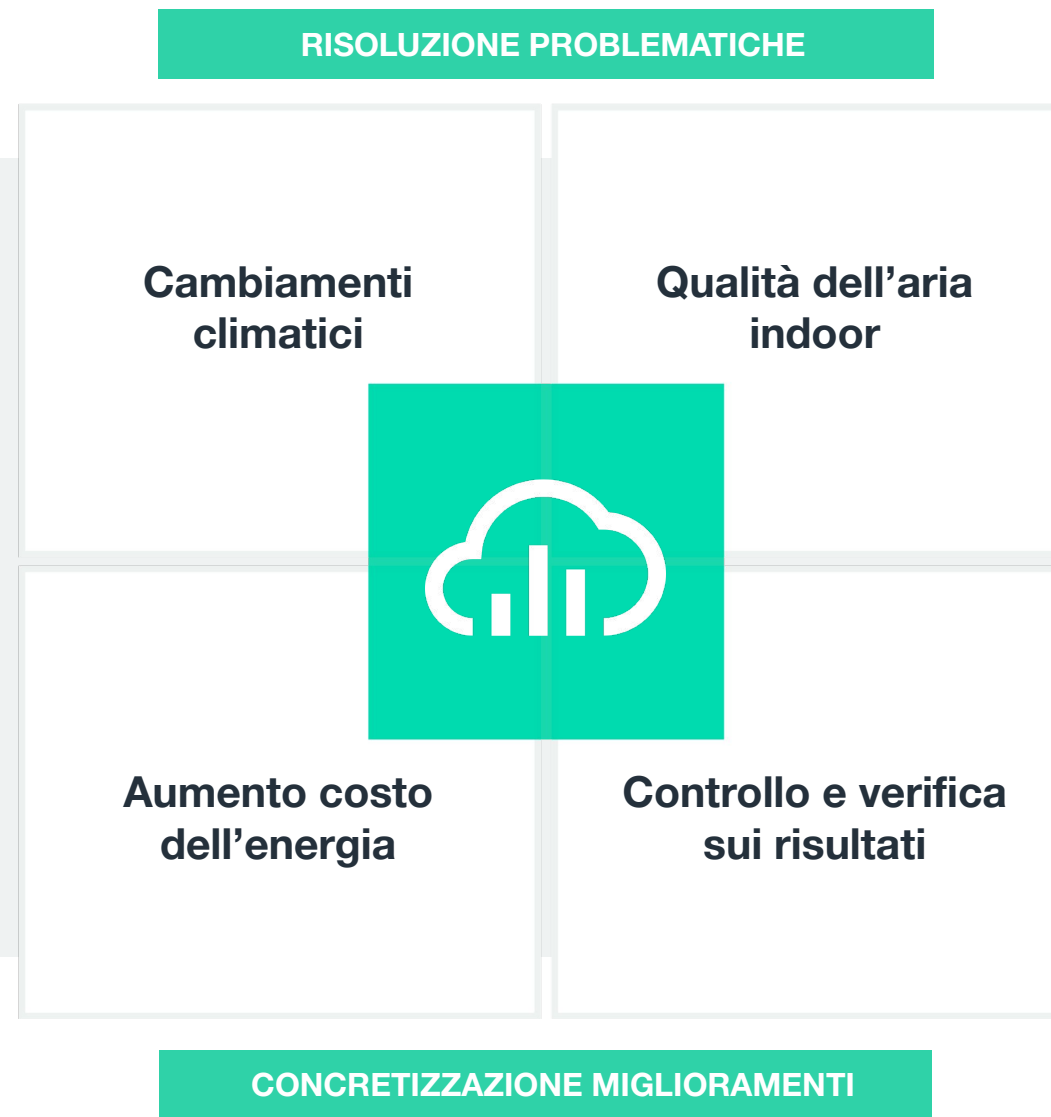 RISOLUZIONE PROBLEMATICHE
Cambiamenti
climatici
Qualità dell’aria
indoor
Aumento costo
dell’energia
Controllo e verifica
sui risultati
CONCRETIZZAZIONE MIGLIORAMENTI